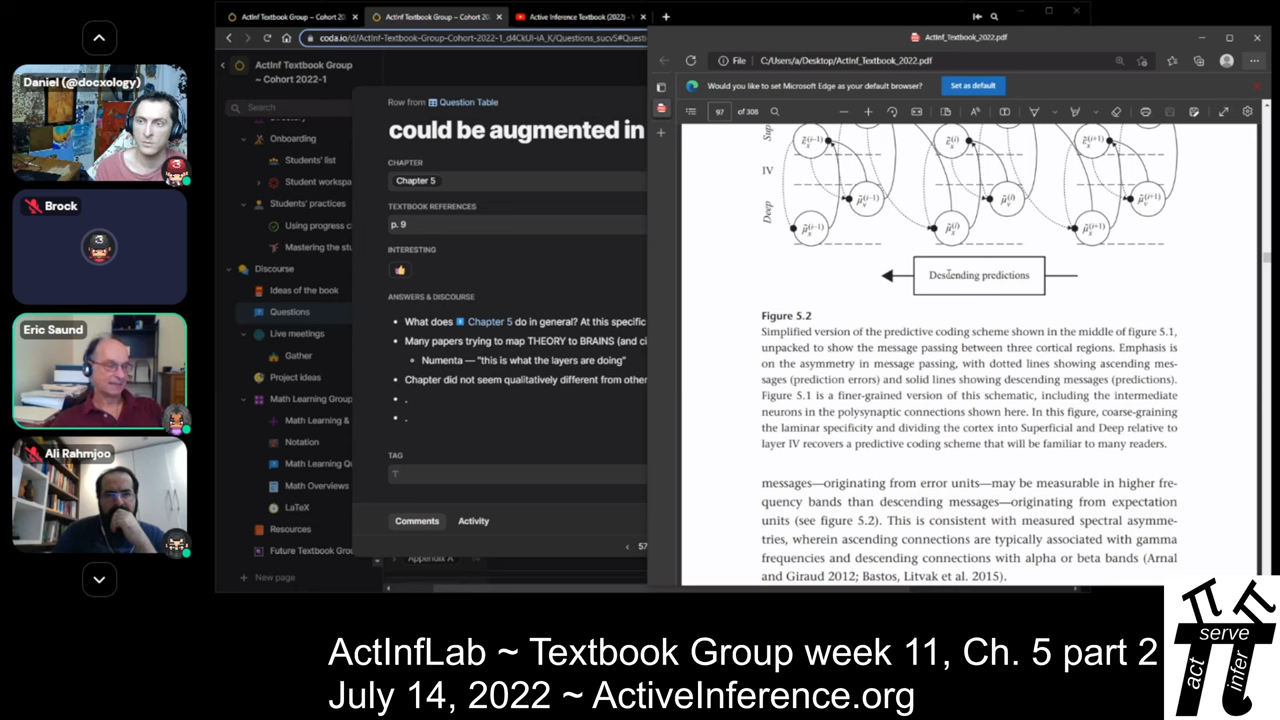 Daniel (@docxology)
Brock
Eric Saund
Ali Rahmjoo
ActInf Textbook Group ~ Cohort 20
ActInf Textbook Group ~ Cohort 20
Active Inference Textbook (2022) -
coda.io/d/ActInf-Textbook-Group-Cohort-2022-1_d4CkUI-iA_K/Questions_sucv5#Questi
ActInf Textbook Group
~ Cohort 2022-1
Search
Onboarding
Students' list
Student workspa
Students' practices
Using progress c
Mastering the stu
Discourse
Ideas of the book
Questions
Live meetings
Gather
Project ideas
Math Learning Group
Math Learning &
Notation
Math Learning Qu
Math Overviews
LaTeX
Resources
Future Textbook Grou
New page
Row from Question Table
could be augmented in
CHAPTER
Chapter 5
TEXTBOOK REFERENCES
p. 9
INTERESTING
👍
ANSWERS & DISCOURSE
• What does Chapter 5 do in general? At this specific
• Many papers trying to map THEORY to BRAINS (and ci
Numenta — "this is what the layers are doing"
• Chapter did not seem qualitatively different from other
• .
• .
TAG
Comments Activity
57
Appendix A
ActInf_Textbook_2022.pdf
File C:/Users/a/Desktop/ActInf_Textbook_2022.pdf
Would you like to set Microsoft Edge as your default browser? Set as default
97 of 308
IV
Deep
Descending predictions
Figure 5.2
Simplified version of the predictive coding scheme shown in the middle of figure 5.1,
unpacked to show the message passing between three cortical regions. Emphasis is
on the asymmetry in message passing, with dotted lines showing ascending mes-
sages (prediction errors) and solid lines showing descending messages (predictions).
Figure 5.1 is a finer-grained version of this schematic, including the intermediate
neurons in the polysynaptic connections shown here. In this figure, coarse-graining
the laminar specificity and dividing the cortex into Superficial and Deep relative to
layer IV recovers a predictive coding scheme that will be familiar to many readers.
messages—originating from error units—may be measurable in higher fre-
quency bands than descending messages—originating from expectation
units (see figure 5.2). This is consistent with measured spectral asymme-
tries, wherein ascending connections are typically associated with gamma
frequencies and descending connections with alpha or beta bands (Arnal
and Giraud 2012; Bastos, Litvak et al. 2015).
ActInfLab ~ Textbook Group week 11, Ch. 5 part 2
July 14, 2022 ~ ActiveInference.org
serve
act
infer